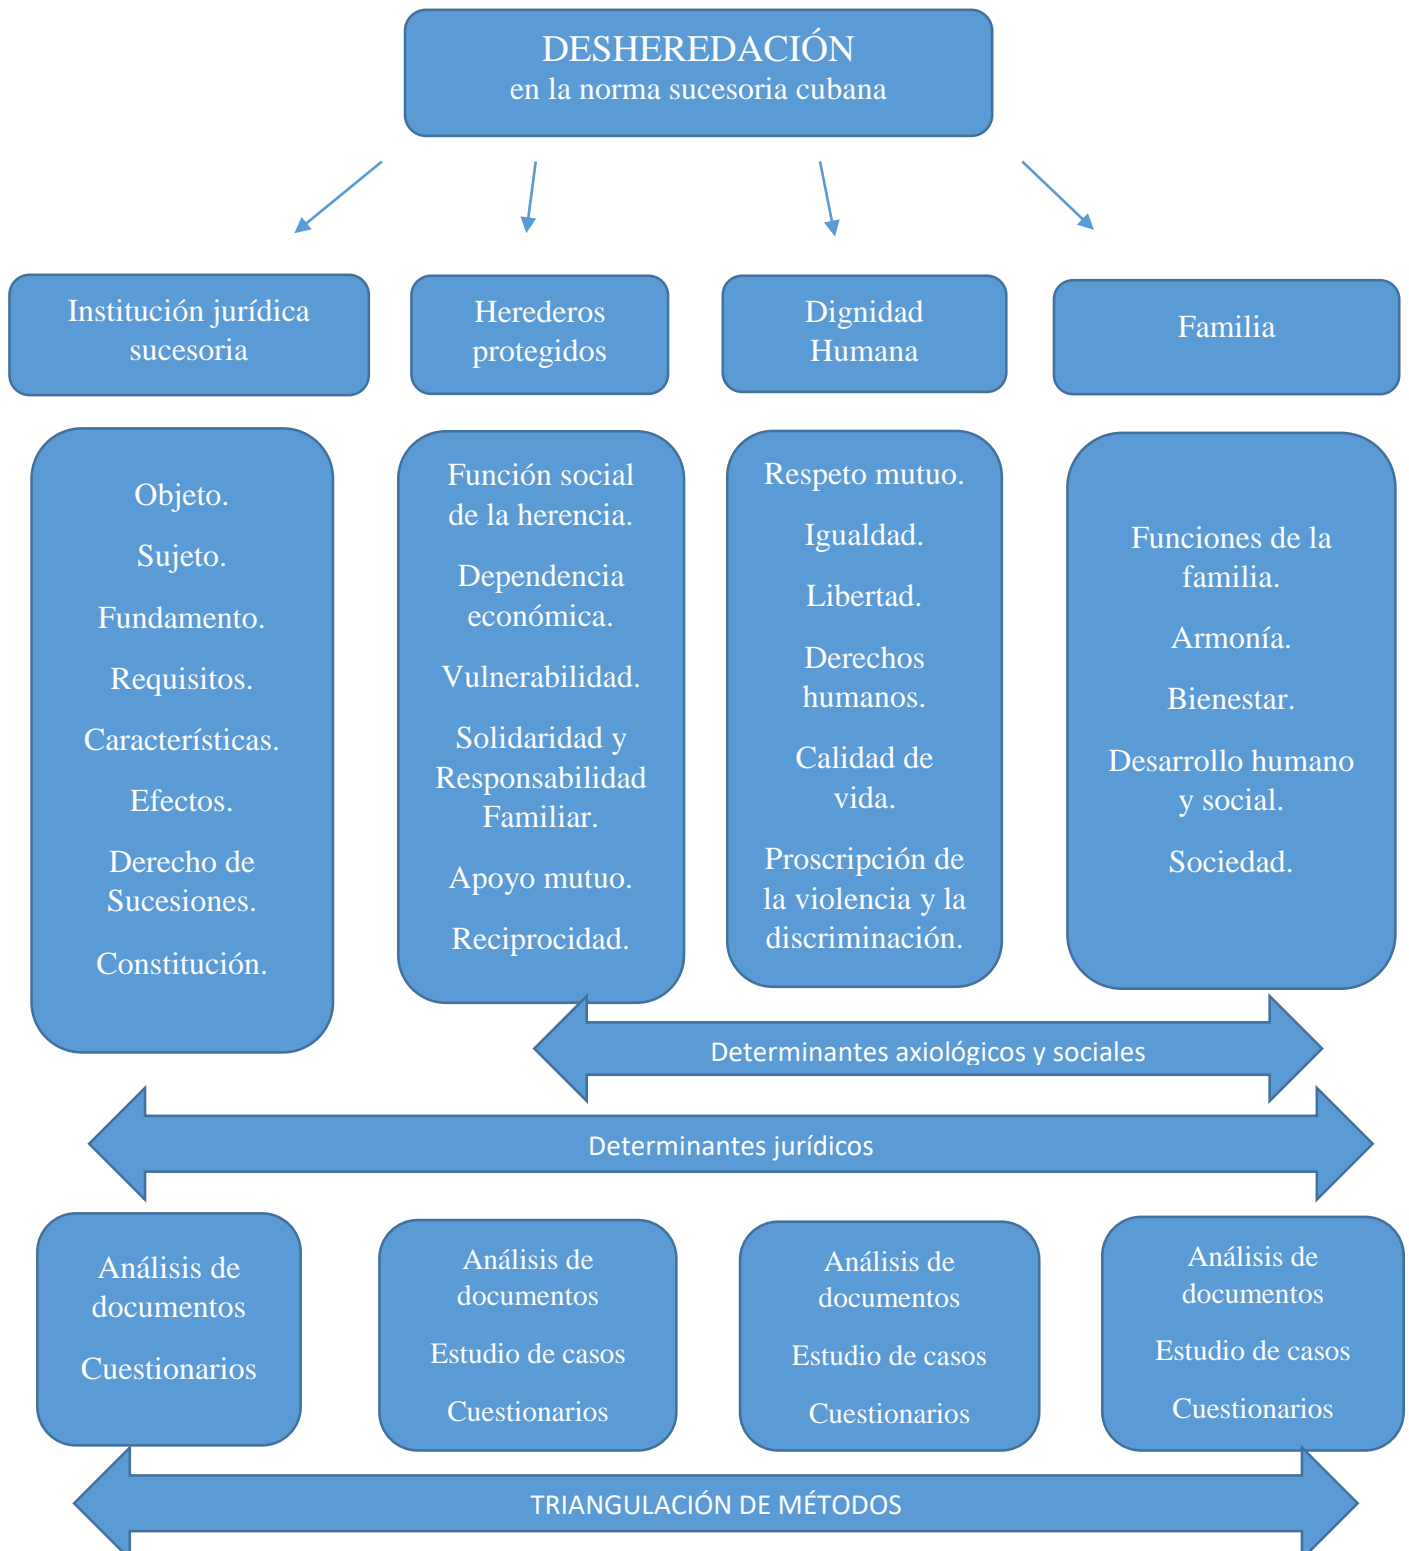 DESHEREDACIÓN
en la norma sucesoria cubana
Institución jurídica
sucesoria
Herederos
protegidos
Dignidad
Humana
Familia
Objeto.
Sujeto.
Fundamento.
Requisitos.
Características.
Efectos.
Derecho de
Sucesiones.
Constitución.
Función social
de la herencia.
Dependencia
económica.
Vulnerabilidad.
Solidaridad y
Responsabilidad
Familiar.
Apoyo mutuo.
Reciprocidad.
Respeto mutuo.
Igualdad.
Libertad.
Derechos
humanos.
Calidad de
vida.
Proscripción de
la violencia y la
discriminación.
Funciones de la
familia.
Armonía.
Bienestar.
Desarrollo humano
y social.
Sociedad.
Determinantes axiológicos y sociales
Determinantes jurídicos
Análisis de
documentos
Cuestionarios
Análisis de
documentos
Estudio de casos
Cuestionarios
Análisis de
documentos
Estudio de casos
Cuestionarios
Análisis de
documentos
Estudio de casos
Cuestionarios
TRIANGULACIÓN DE MÉTODOS